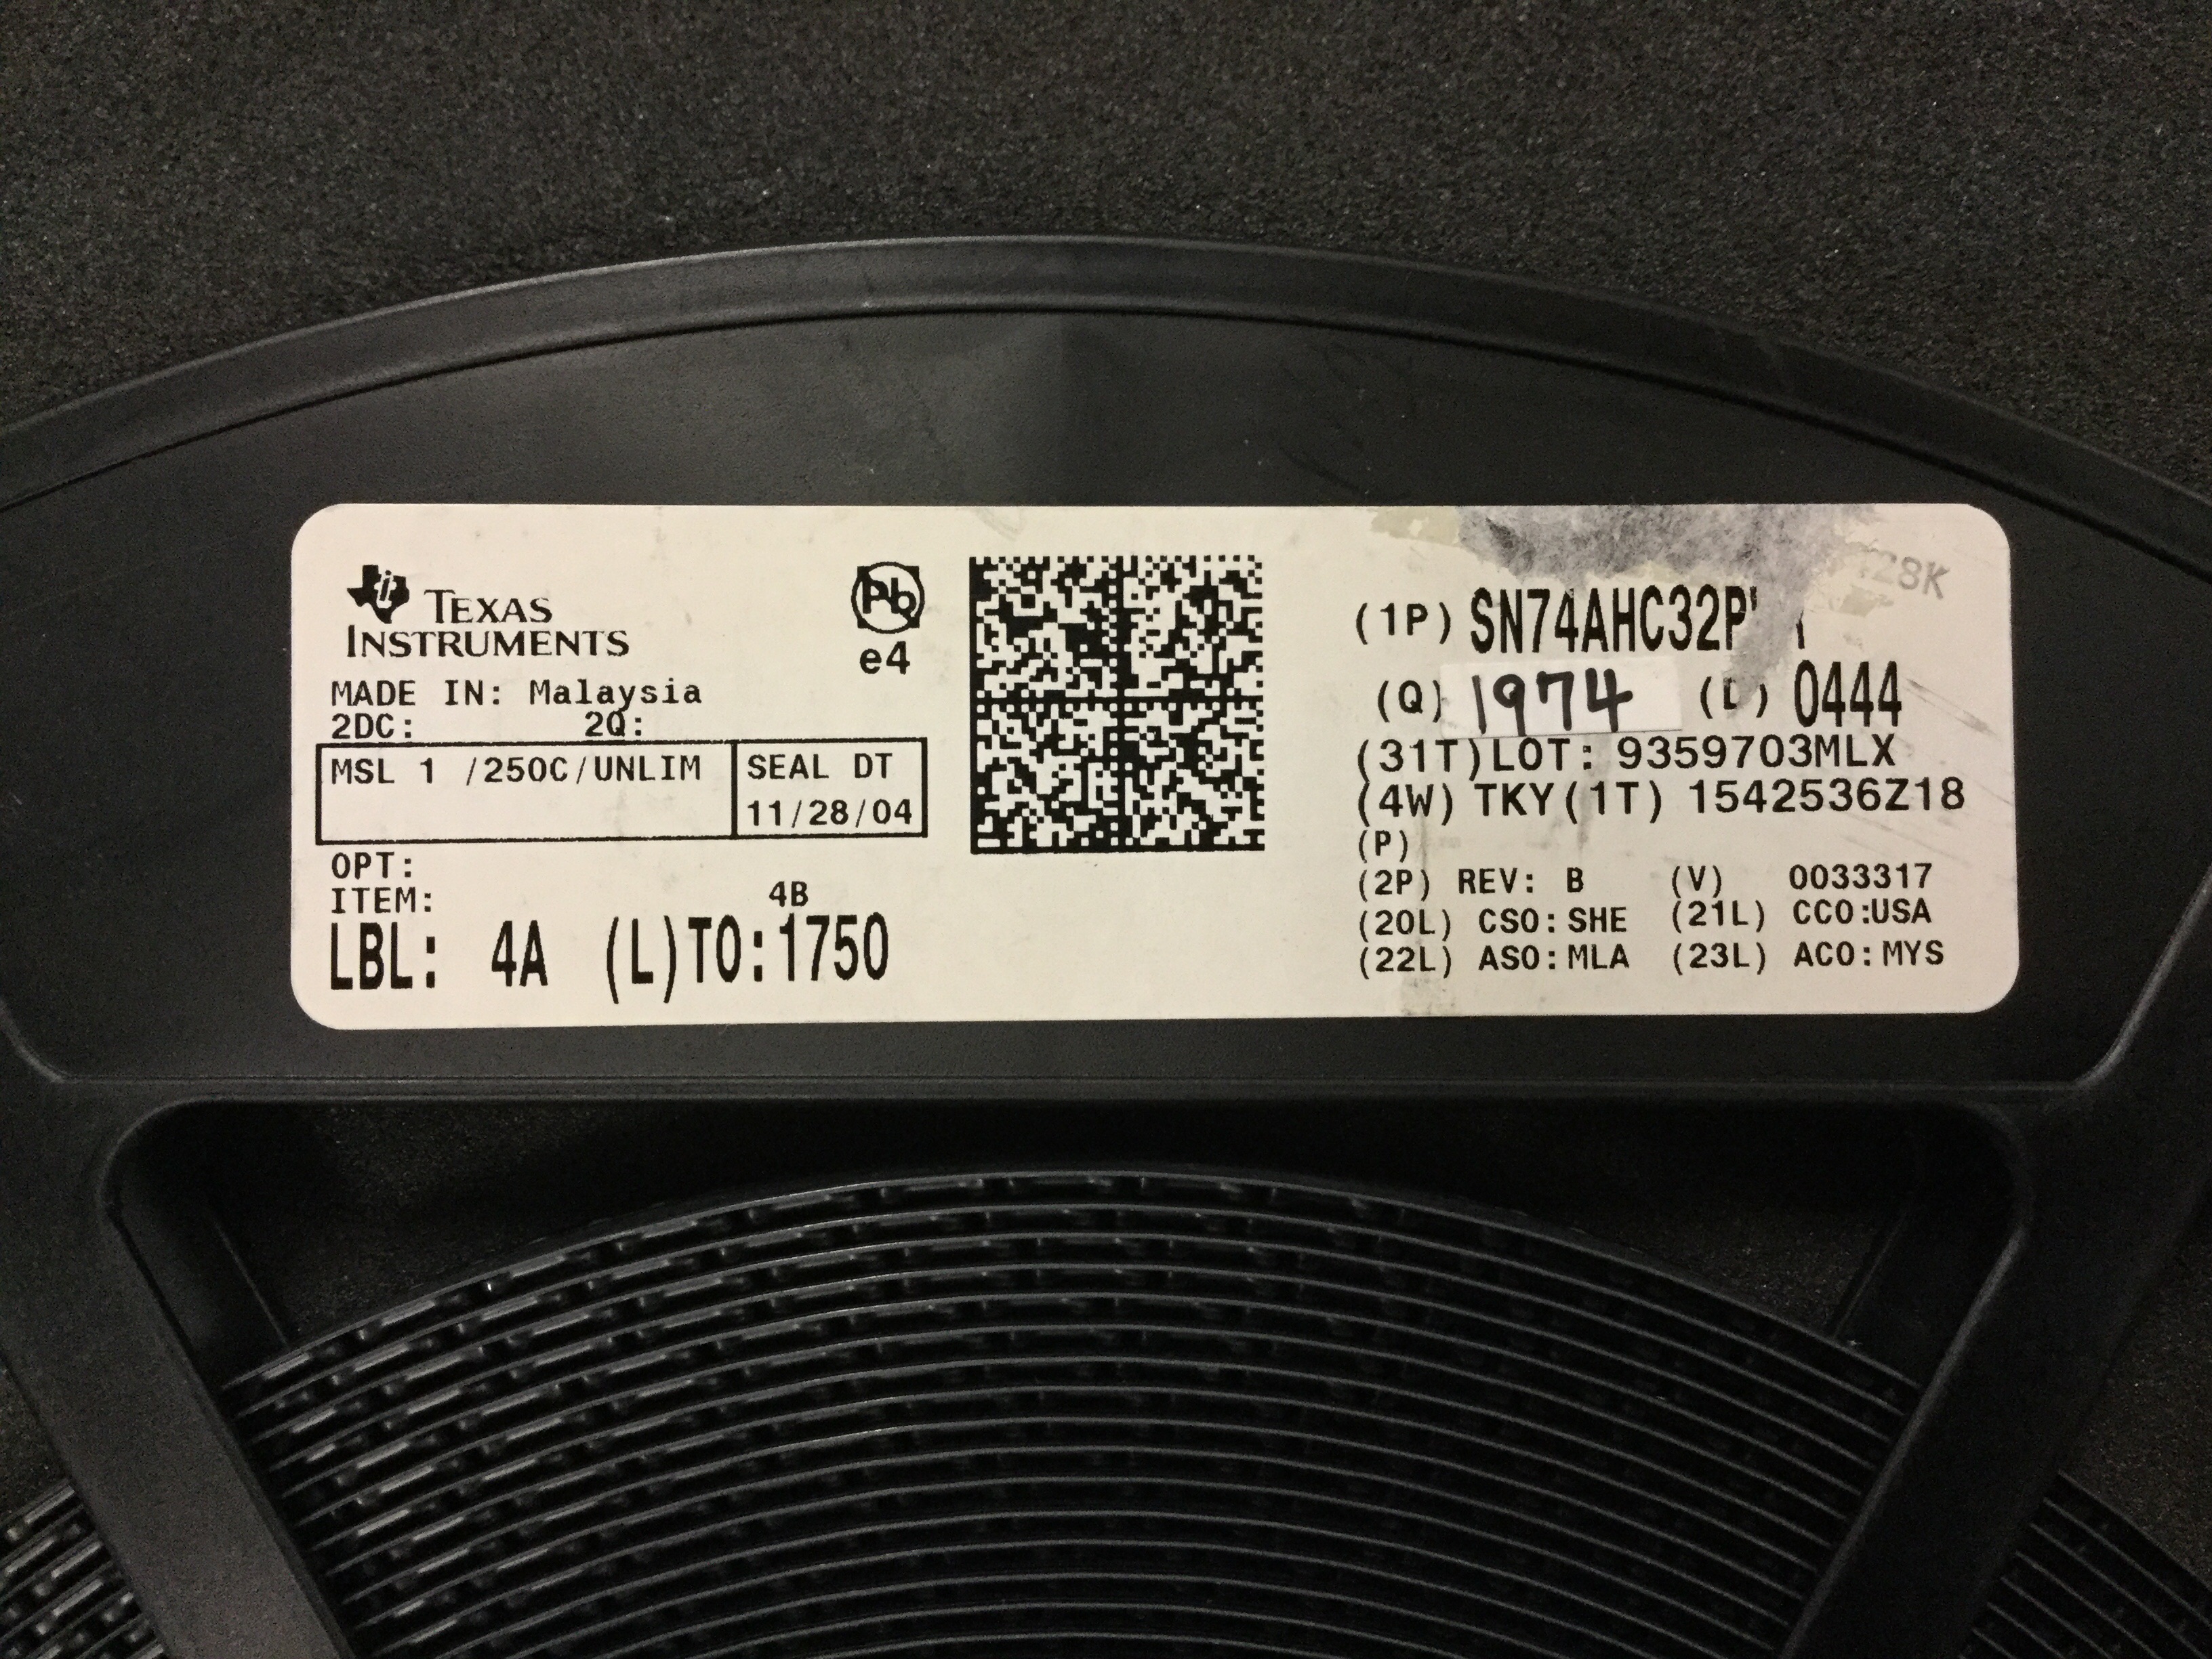 TEXAS
INSTRUMENTS
Pb
e4
MADE IN: Malaysia
2DC: 2Q:
MSL 1 /250C/UNLIM
SEAL DT
11/28/04
OPT:
ITEM:
4B
LBL: 4A (L)TO:1750
(1P)
(Q) 1974 (D) 0444
(31T)LOT: 9359703MLX
(4W) TKY(1T) 1542536Z18
(P)
(2P) REV: B (V) 0033317
(20L) CSO:SHE (21L) CCO:USA
(22L) ASO:MLA (23L) ACO:MYS